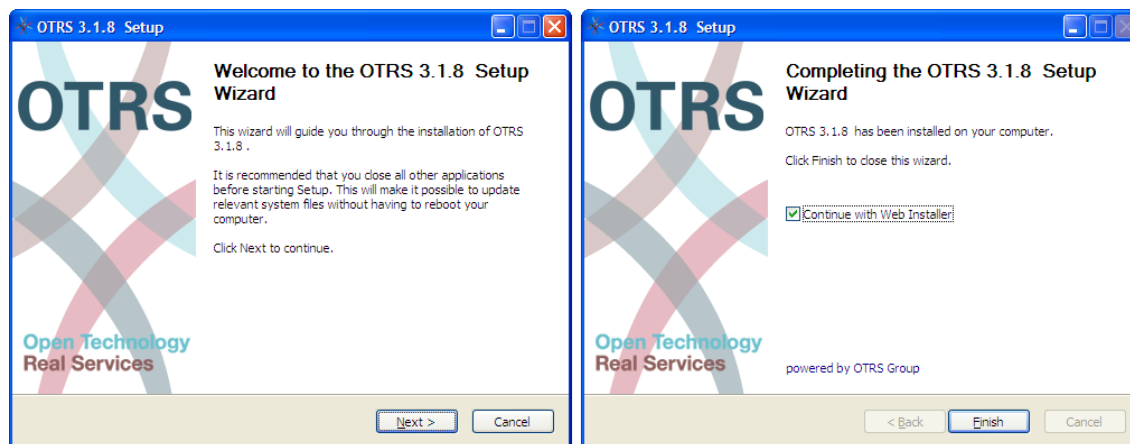 OTRS 3.1.8  Setup
OTRS
Welcome to the OTRS 3.1.8  Setup
Wizard
This wizard will guide you through the installation of OTRS
3.1.8 .
It is recommended that you close all other applications
before starting Setup. This will make it possible to update
relevant system files without having to reboot your
computer.
Click Next to continue.
Open Technology
Real Services
Next >
Cancel
OTRS 3.1.8  Setup
OTRS
Completing the OTRS 3.1.8  Setup
Wizard
OTRS 3.1.8  has been installed on your computer.
Click Finish to close this wizard.
Continue with Web Installer
Open Technology
Real Services
powered by OTRS Group
< Back
Finish
Cancel